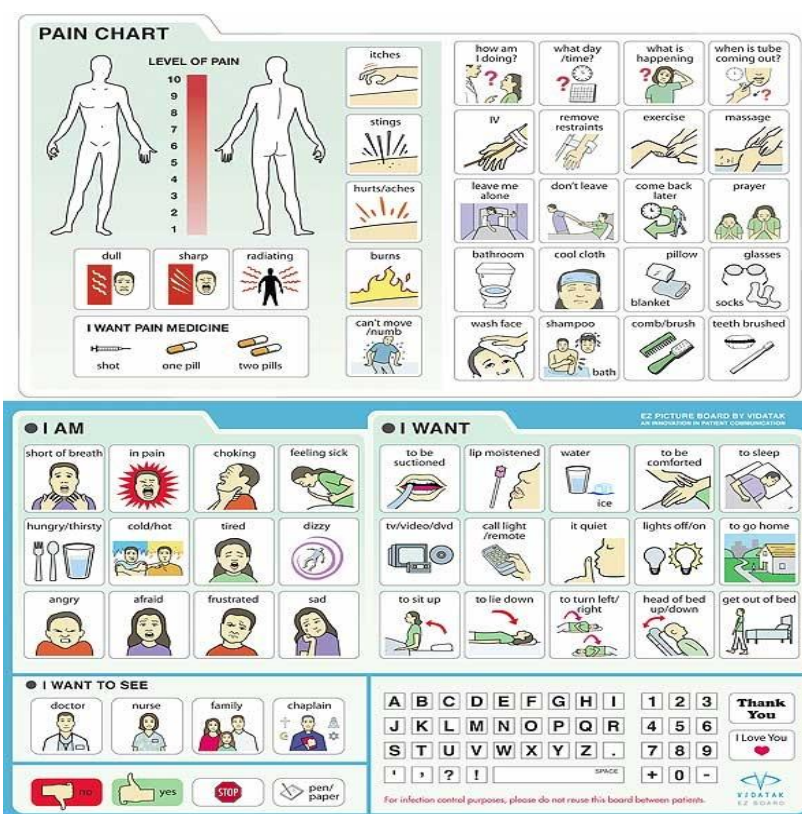 PAIN CHART
LEVEL OF PAIN
10
9
8
7
6
5
4
3
2
1
dull
sharp
radiating
I WANT PAIN MEDICINE
shot
one pill
two pills
itches
stings
hurts/aches
burns
can't move
/numb
how am
I doing?
what day
/time?
what is
happening
when is tube
coming out?
IV
remove
restraints
exercise
massage
leave me
alone
don't leave
come back
later
prayer
bathroom
cool cloth
pillow
blanket
glasses
socks
wash face
shampoo
bath
comb/brush
teeth brushed
EZ PICTURE BOARD BY VIDATAK
AN INNOVATION IN PATIENT COMMUNICATION
I AM
short of breath
in pain
choking
feeling sick
hungry/thirsty
cold/hot
tired
dizzy
angry
afraid
frustrated
sad
I WANT
to be
suctioned
lip moistened
water
ice
to be
comforted
to sleep
tv/video/dvd
call light
/remote
it quiet
lights off/on
to go home
to sit up
to lie down
to turn left/
right
head of bed
up/down
get out of bed
I WANT TO SEE
doctor
nurse
family
chaplain
no
yes
STOP
pen/
paper
A B C D E F G H I
J K L M N O P Q R
S T U V W X Y Z .
' , ? ! SPACE
1 2 3
4 5 6
7 8 9
+ 0 -
Thank
You
I Love You
VIDATAK
EZ BOARD
For infection control purposes, please do not reuse this board between patients.